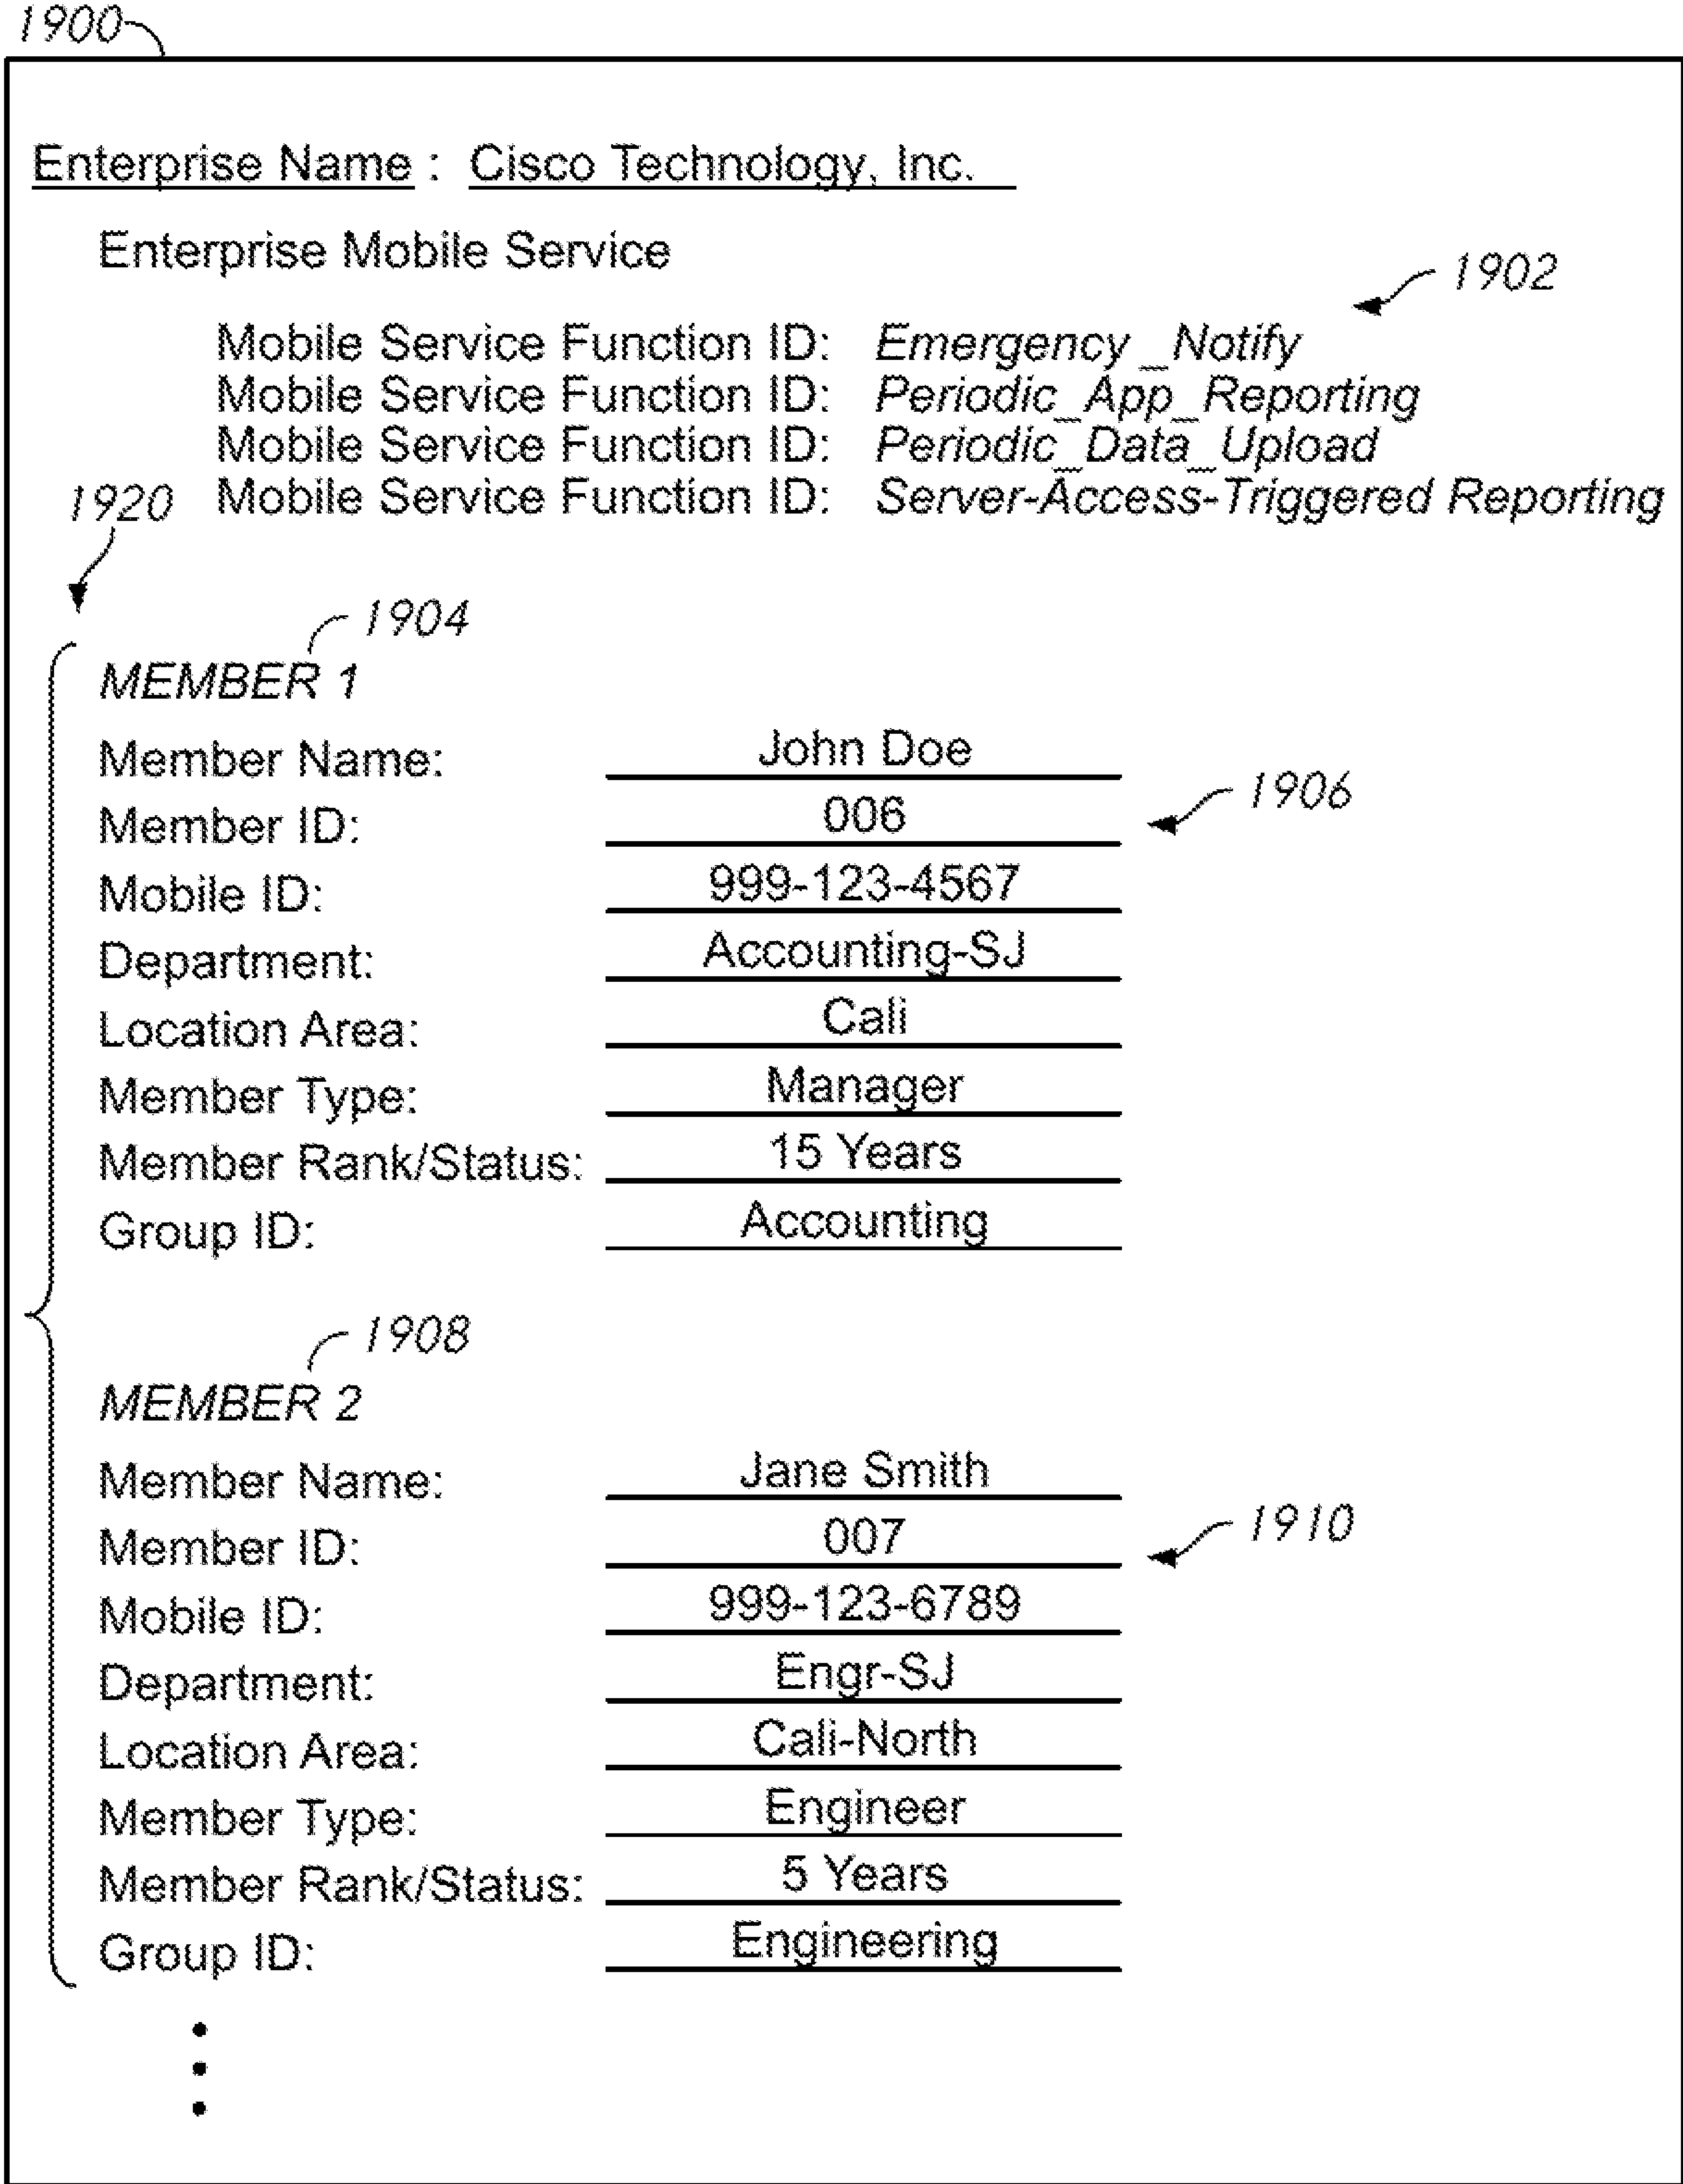 1900
Enterprise Name : Cisco Technology, Inc.
Enterprise Mobile Service
1902
Mobile Service Function ID: Emergency _Notify
Mobile Service Function ID: Periodic_App_Reporting
Mobile Service Function ID: Periodic_Data_Upload
1920 Mobile Service Function ID: Server-Access-Triggered Reporting
1904
MEMBER 1
Member Name: John Doe
1906
Member ID: 006
Mobile ID: 999-123-4567
Department: Accounting-SJ
Location Area: Cali
Member Type: Manager
Member Rank/Status: 15 Years
Group ID: Accounting
1908
MEMBER 2
Member Name: Jane Smith
1910
Member ID: 007
Mobile ID: 999-123-6789
Department: Engr-SJ
Location Area: Cali-North
Member Type: Engineer
Member Rank/Status: 5 Years
Group ID: Engineering